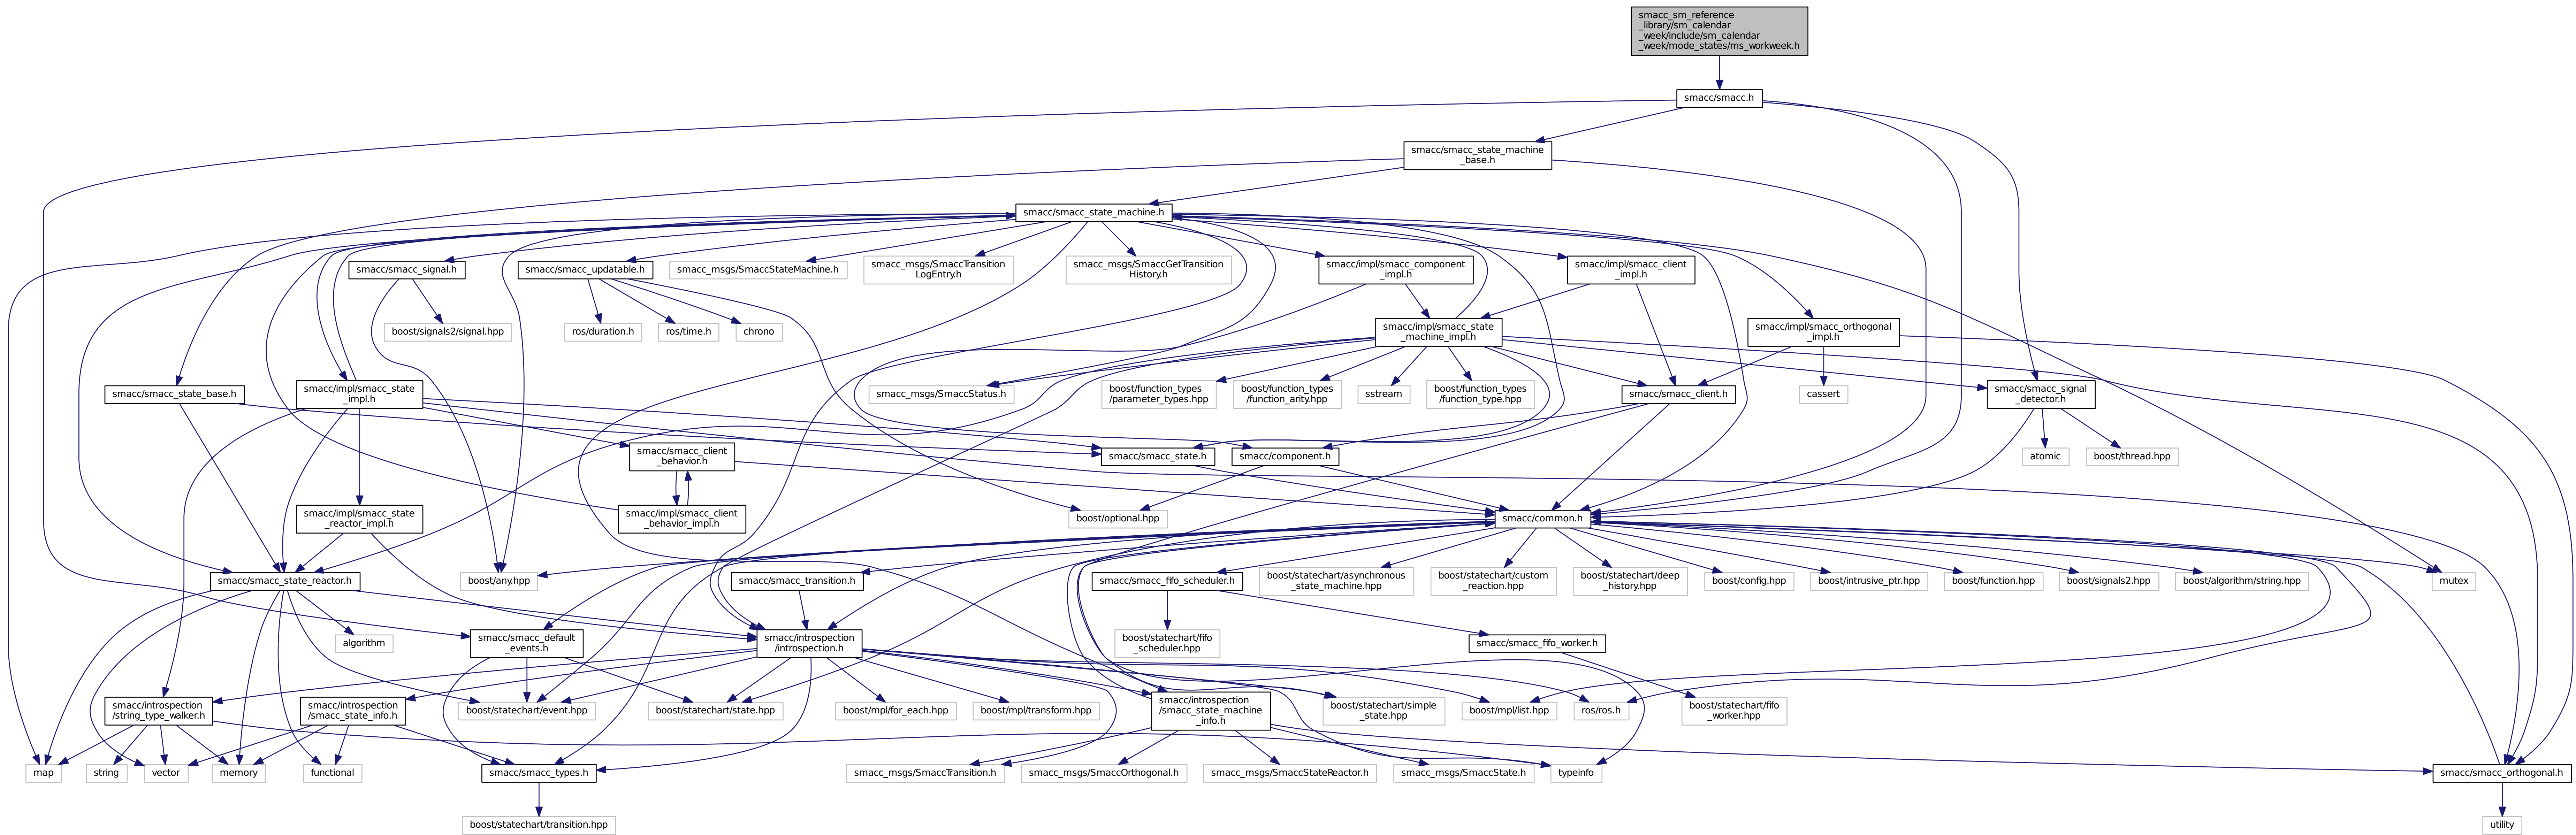 smacc_sm_reference
_library/sm_calendar
_week/include/sm_calendar
_week/mode_states/ms_workweek.h
smacc/smacc.h
smacc/smacc_state_machine
_base.h
smacc/smacc_state_machine.h
smacc/smacc_signal.h
smacc/smacc_updatable.h
smacc_msgs/SmaccStateMachine.h
smacc_msgs/SmaccTransition
LogEntry.h
smacc_msgs/SmaccGetTransition
History.h
smacc/impl/smacc_component
_impl.h
smacc/impl/smacc_client
_impl.h
boost/signals2/signal.hpp
ros/duration.h
ros/time.h
chrono
smacc/impl/smacc_state
_machine_impl.h
smacc/impl/smacc_orthogonal
_impl.h
smacc/smacc_state_base.h
smacc/impl/smacc_state
_impl.h
smacc_msgs/SmaccStatus.h
boost/function_types
/parameter_types.hpp
boost/function_types
/function_arity.hpp
sstream
boost/function_types
/function_type.hpp
smacc/smacc_client.h
cassert
smacc/smacc_signal
_detector.h
smacc/smacc_client
_behavior.h
smacc/smacc_state.h
smacc/component.h
atomic
boost/thread.hpp
smacc/impl/smacc_state
_reactor_impl.h
smacc/impl/smacc_client
_behavior_impl.h
boost/optional.hpp
smacc/common.h
smacc/smacc_state_reactor.h
boost/any.hpp
smacc/smacc_transition.h
smacc/smacc_fifo_scheduler.h
boost/statechart/asynchronous
_state_machine.hpp
boost/statechart/custom
_reaction.hpp
boost/statechart/deep
_history.hpp
boost/config.hpp
boost/intrusive_ptr.hpp
boost/function.hpp
boost/signals2.hpp
boost/algorithm/string.hpp
mutex
algorithm
smacc/smacc_default
_events.h
smacc/introspection
/introspection.h
boost/statechart/fifo
_scheduler.hpp
smacc/smacc_fifo_worker.h
smacc/introspection
/string_type_walker.h
smacc/introspection
/smacc_state_info.h
boost/statechart/event.hpp
boost/statechart/state.hpp
boost/mpl/for_each.hpp
boost/mpl/transform.hpp
smacc/introspection
/smacc_state_machine
_info.h
boost/statechart/simple
_state.hpp
boost/mpl/list.hpp
ros/ros.h
boost/statechart/fifo
_worker.hpp
map
string
vector
memory
functional
smacc/smacc_types.h
smacc_msgs/SmaccTransition.h
smacc_msgs/SmaccOrthogonal.h
smacc_msgs/SmaccStateReactor.h
smacc_msgs/SmaccState.h
typeinfo
smacc/smacc_orthogonal.h
boost/statechart/transition.hpp
utility